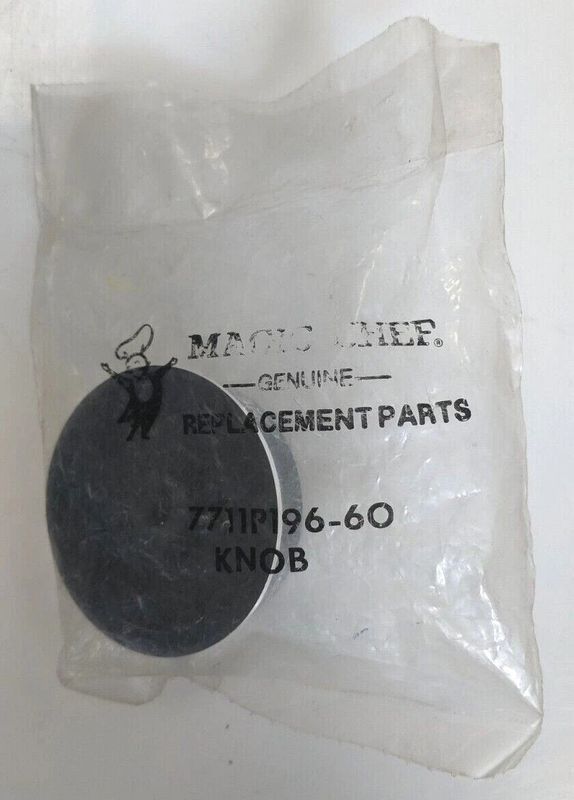 MAGIC CHEF®
GENUINE
REPLACEMENT PARTS
7711P196-60
KNOB